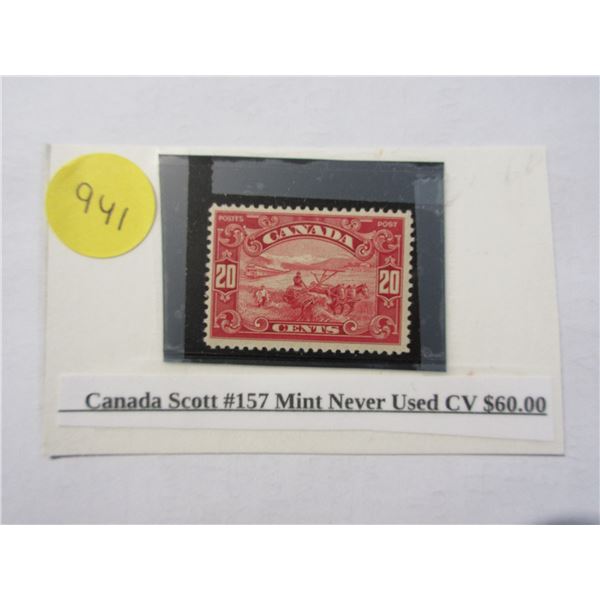 941
POSTES POST
CANADA
20 20
CENTS
Canada Scott #157 Mint Never Used CV $60.00